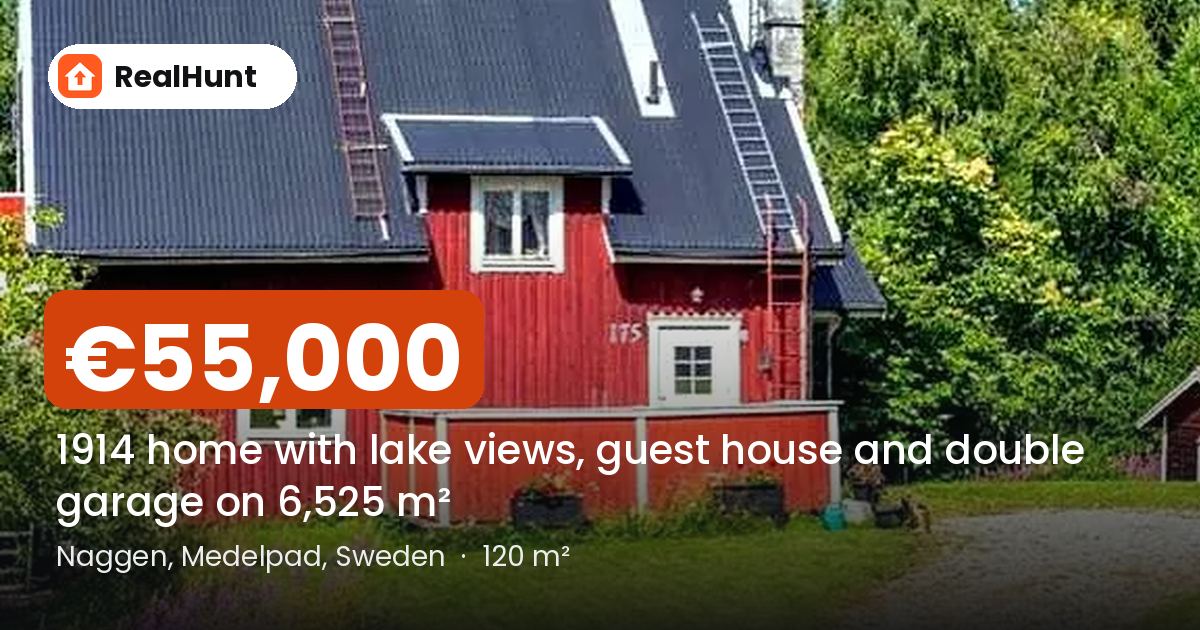 RealHunt
175
€55,000
1914 home with lake views, guest house and double
garage on 6,525 m²
Naggen, Medelpad, Sweden · 120 m²